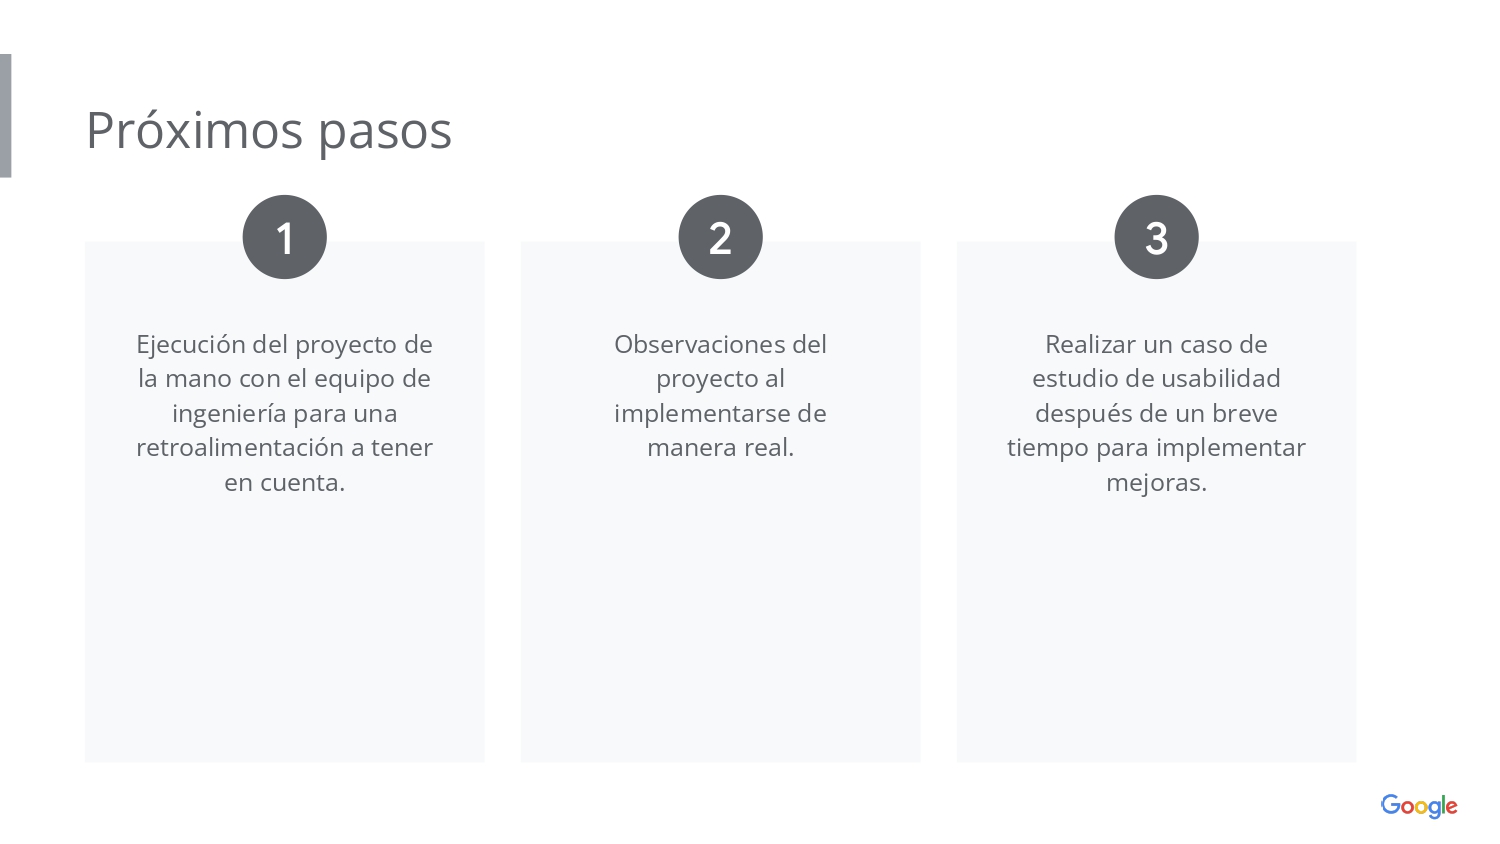 Próximos pasos
1
Ejecución del proyecto de
la mano con el equipo de
ingeniería para una
retroalimentación a tener
en cuenta.
2
Observaciones del
proyecto al
implementarse de
manera real.
3
Realizar un caso de
estudio de usabilidad
después de un breve
tiempo para implementar
mejoras.
Google